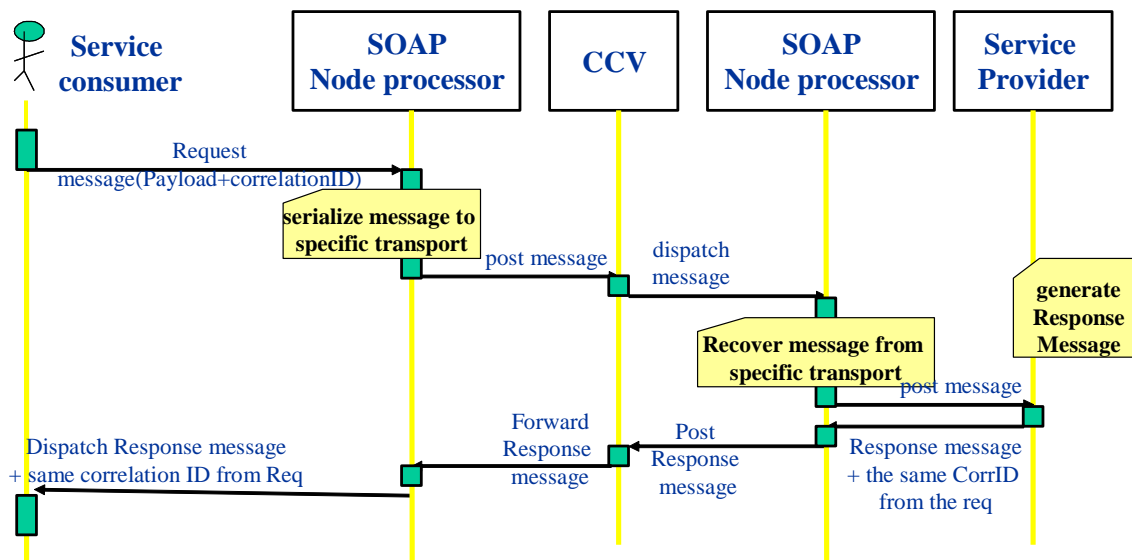 Service
consumer
SOAP
Node processor
CCV
SOAP
Node processor
Service
Provider
Request
message(Payload+correlationID)
serialize message to
specific transport
post message
dispatch
message
generate
Response
Message
Recover message from
specific transport
post message
Forward
Response
message
Post
Response
message
Response message
+ the same CorrID
from the req
Dispatch Response message
+ same correlation ID from Req